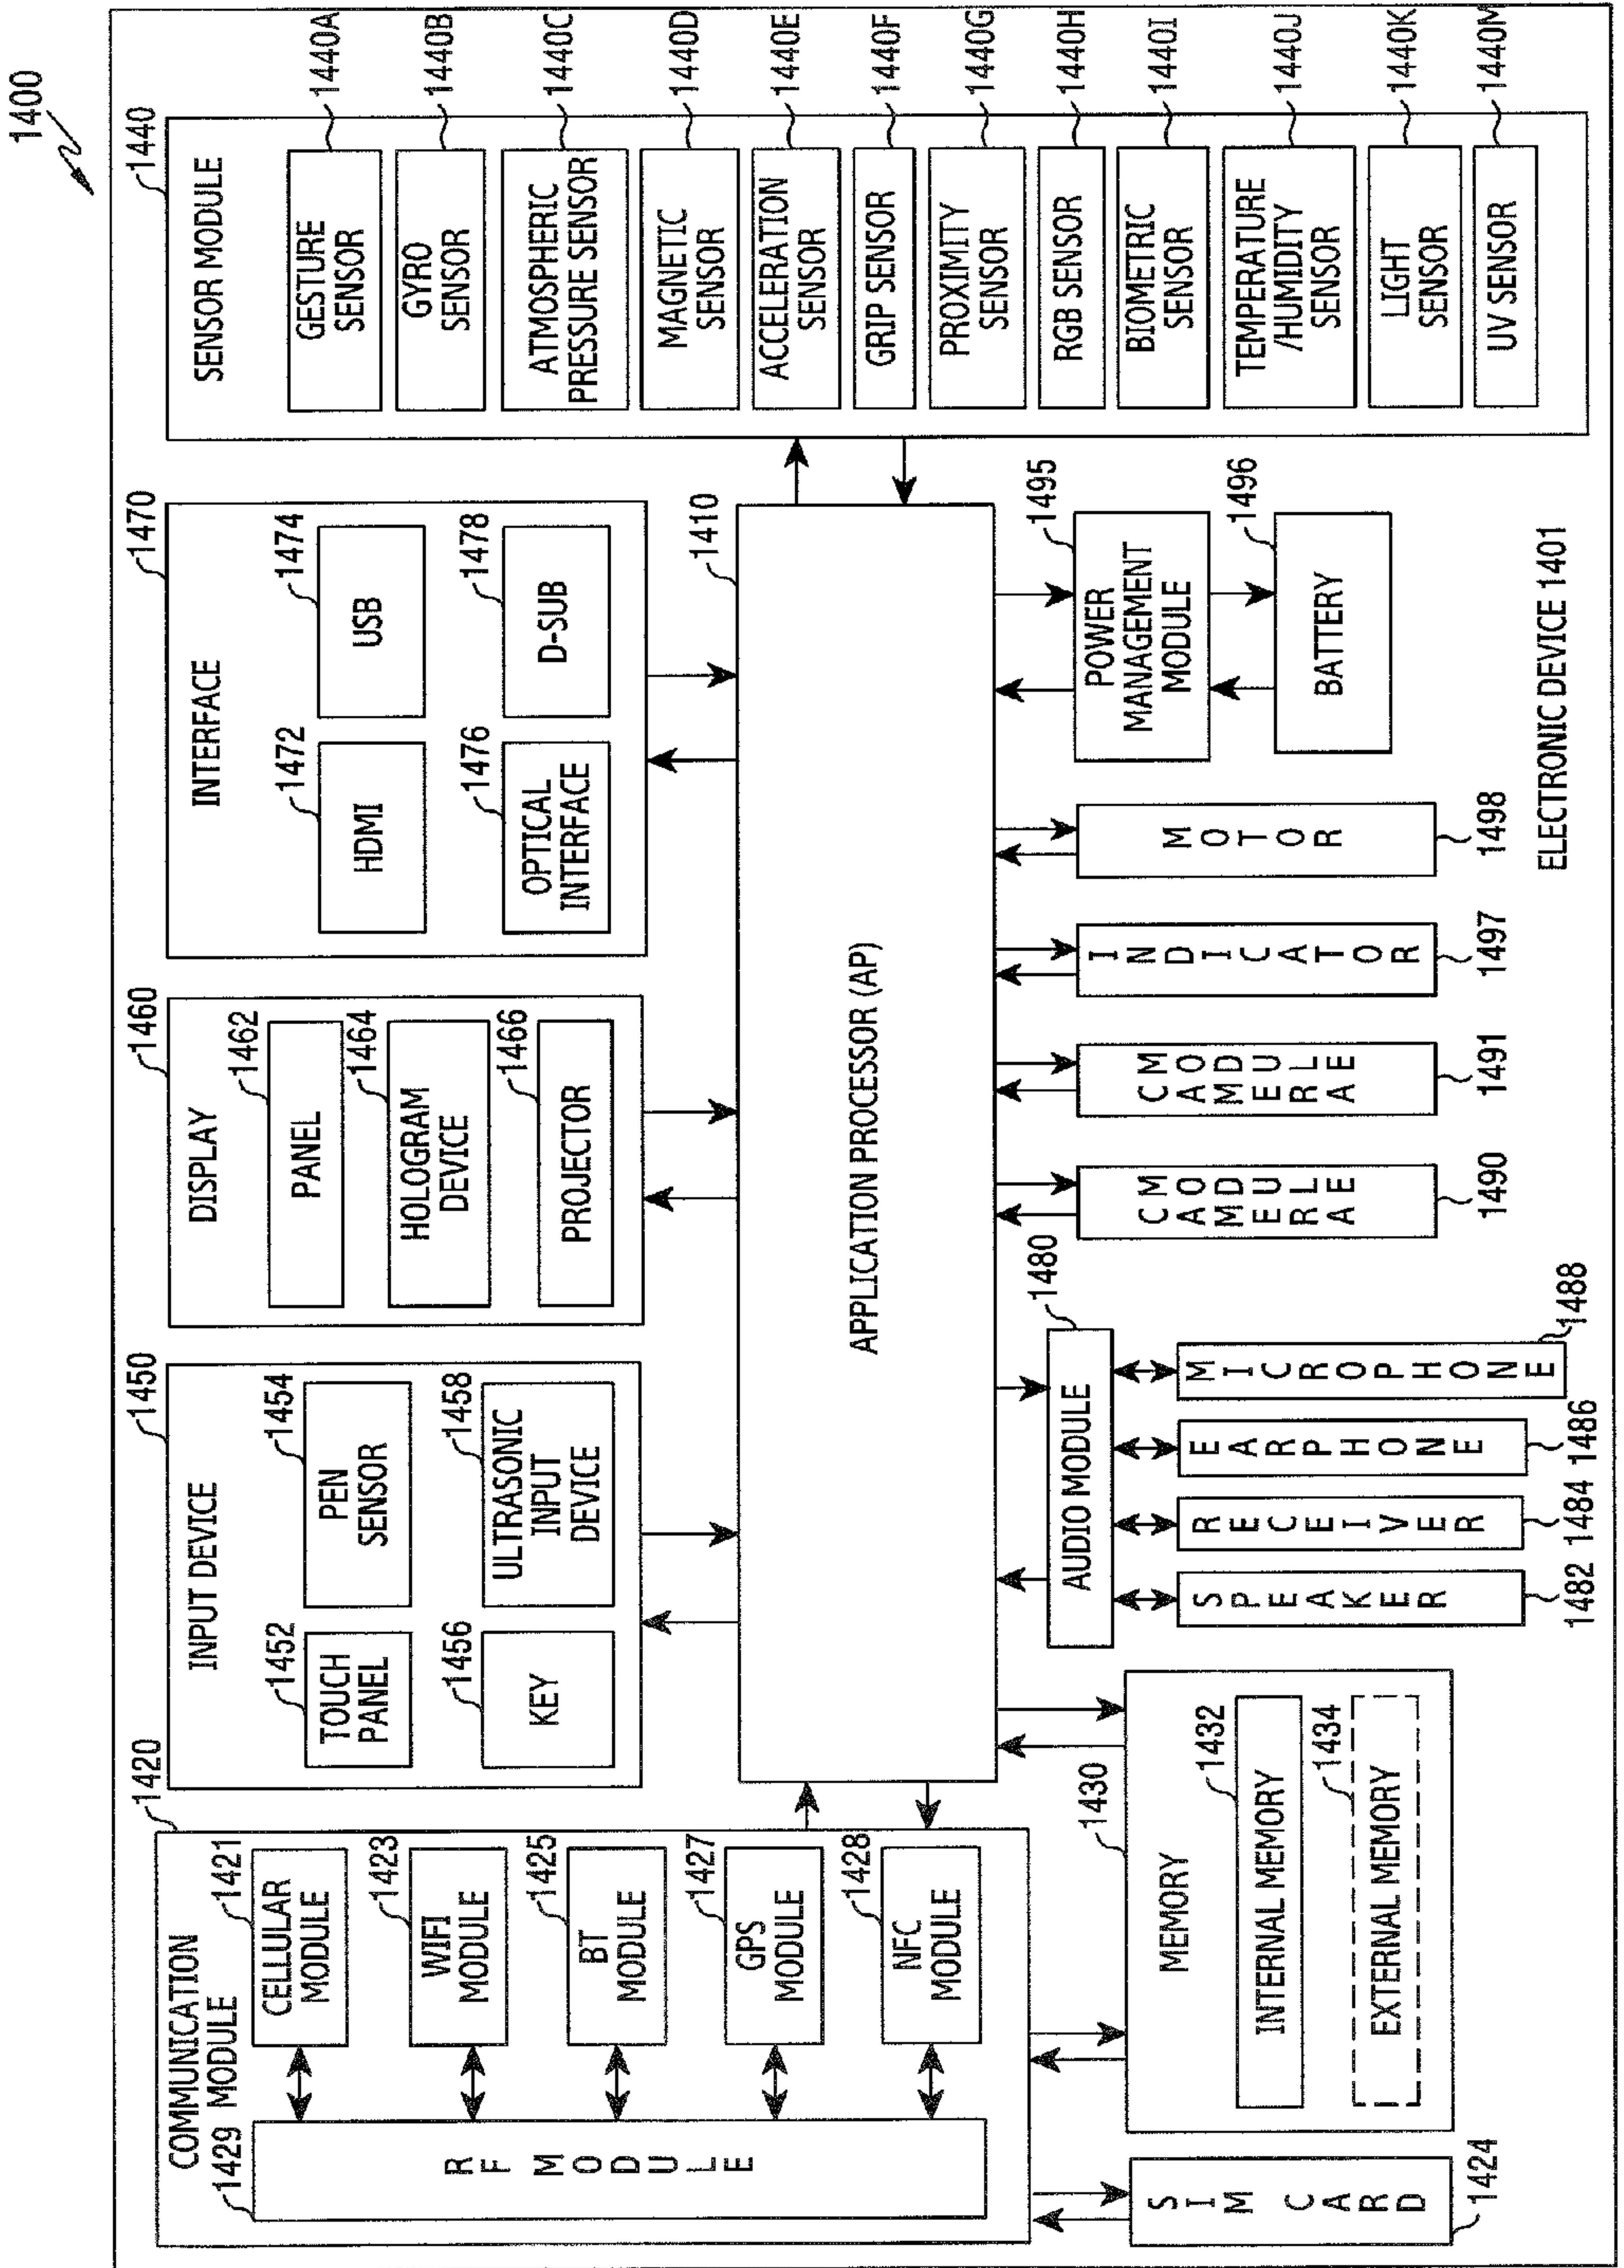 1400
COMMUNICATION
MODULE
1420
1429
RF MODULE
1421
CELLULAR
MODULE
1423
WIFI
MODULE
1425
BT
MODULE
1427
GPS
MODULE
1428
NFC
MODULE
1450
INPUT DEVICE
1452
TOUCH
PANEL
1454
PEN
SENSOR
1456
KEY
1458
ULTRASONIC
INPUT
DEVICE
1460
DISPLAY
1462
PANEL
1464
HOLOGRAM
DEVICE
1466
PROJECTOR
1470
INTERFACE
1472
HDMI
1474
USB
1476
OPTICAL
INTERFACE
1478
D-SUB
1440
SENSOR MODULE
GESTURE
SENSOR
1440A
GYRO
SENSOR
1440B
ATMOSPHERIC
PRESSURE SENSOR
1440C
MAGNETIC
SENSOR
1440D
ACCELERATION
SENSOR
1440E
GRIP SENSOR
1440F
PROXIMITY
SENSOR
1440G
RGB SENSOR
1440H
BIOMETRIC
SENSOR
1440I
TEMPERATURE
/HUMIDITY
SENSOR
1440J
LIGHT
SENSOR
1440K
UV SENSOR
1440M
1410
APPLICATION PROCESSOR (AP)
SIM CARD
1424
1430
MEMORY
1432
INTERNAL MEMORY
1434
EXTERNAL MEMORY
1480
AUDIO MODULE
SPEAKER
1482
RECEIVER
1484
EARPHONE
1486
MICROPHONE
1488
CAMERA
MODULE
1490
CAMERA
MODULE
1491
INDICATOR
1497
MOTOR
1498
1495
POWER
MANAGEMENT
MODULE
1496
BATTERY
ELECTRONIC DEVICE 1401